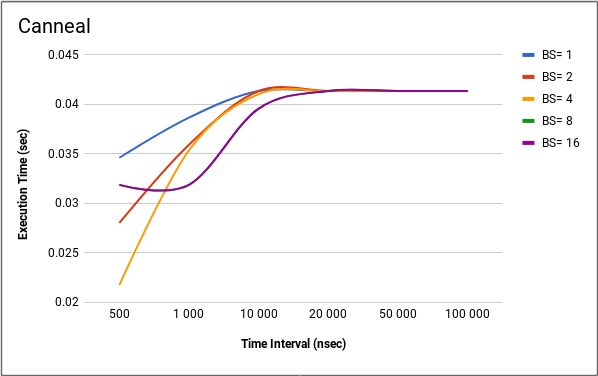 Canneal
0.045
0.04
0.035
0.03
0.025
0.02
Execution Time (sec)
500 1 000 10 000 20 000 50 000 100 000
Time Interval (nsec)
BS= 1
BS= 2
BS= 4
BS= 8
BS= 16